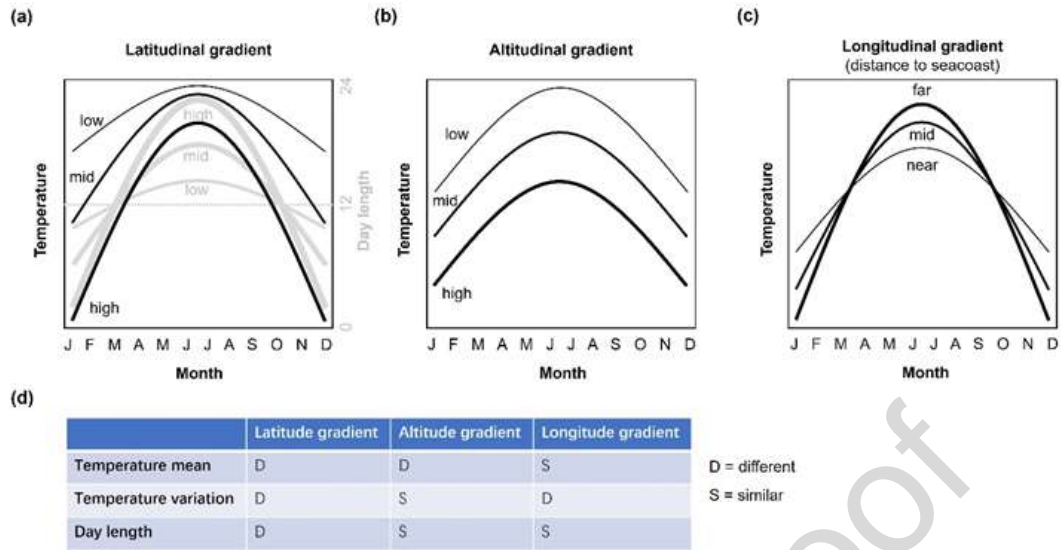 (a)
Latitudinal gradient
24
low
high
mid
mid
low
12
high
0
Temperature
Day length
J F M A M J J A S O N D
Month
(b)
Altitudinal gradient
low
mid
high
Temperature
J F M A M J J A S O N D
Month
(c)
Longitudinal gradient
(distance to seacoast)
far
mid
near
Temperature
J F M A M J J A S O N D
Month
(d)
Latitude gradient Altitude gradient Longitude gradient
Temperature mean D D S
Temperature variation D S D
Day length D S S
D = different
S = similar
oof